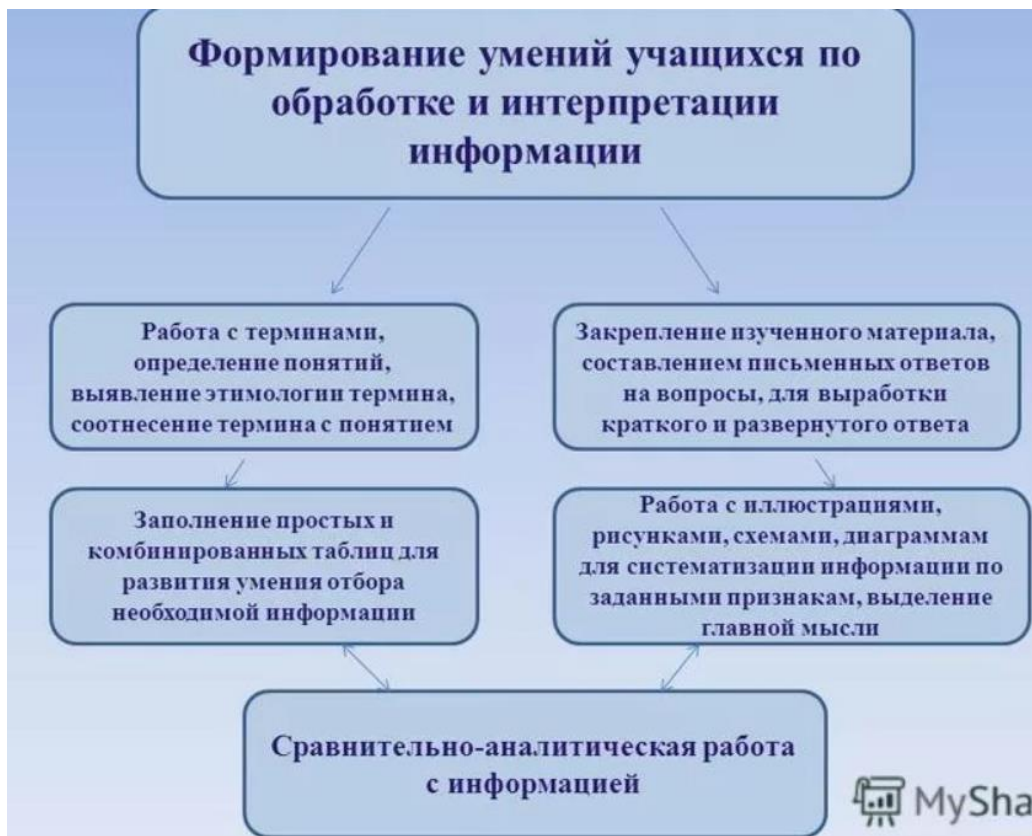 Формирование умений учащихся по
обработке и интерпретации
информации
Работа с терминами,
определение понятий,
выявление этимологии термина,
соотнесение термина с понятием
Закрепление изученного материала,
составлением письменных ответов
на вопросы, для выработки
краткого и развернутого ответа
Заполнение простых и
комбинированных таблиц для
развития умения отбора
необходимой информации
Работа с иллюстрациями,
рисунками, схемами, диаграммам
для систематизации информации по
заданными признакам, выделение
главной мысли
Сравнительно-аналитическая работа
с информацией
MySha